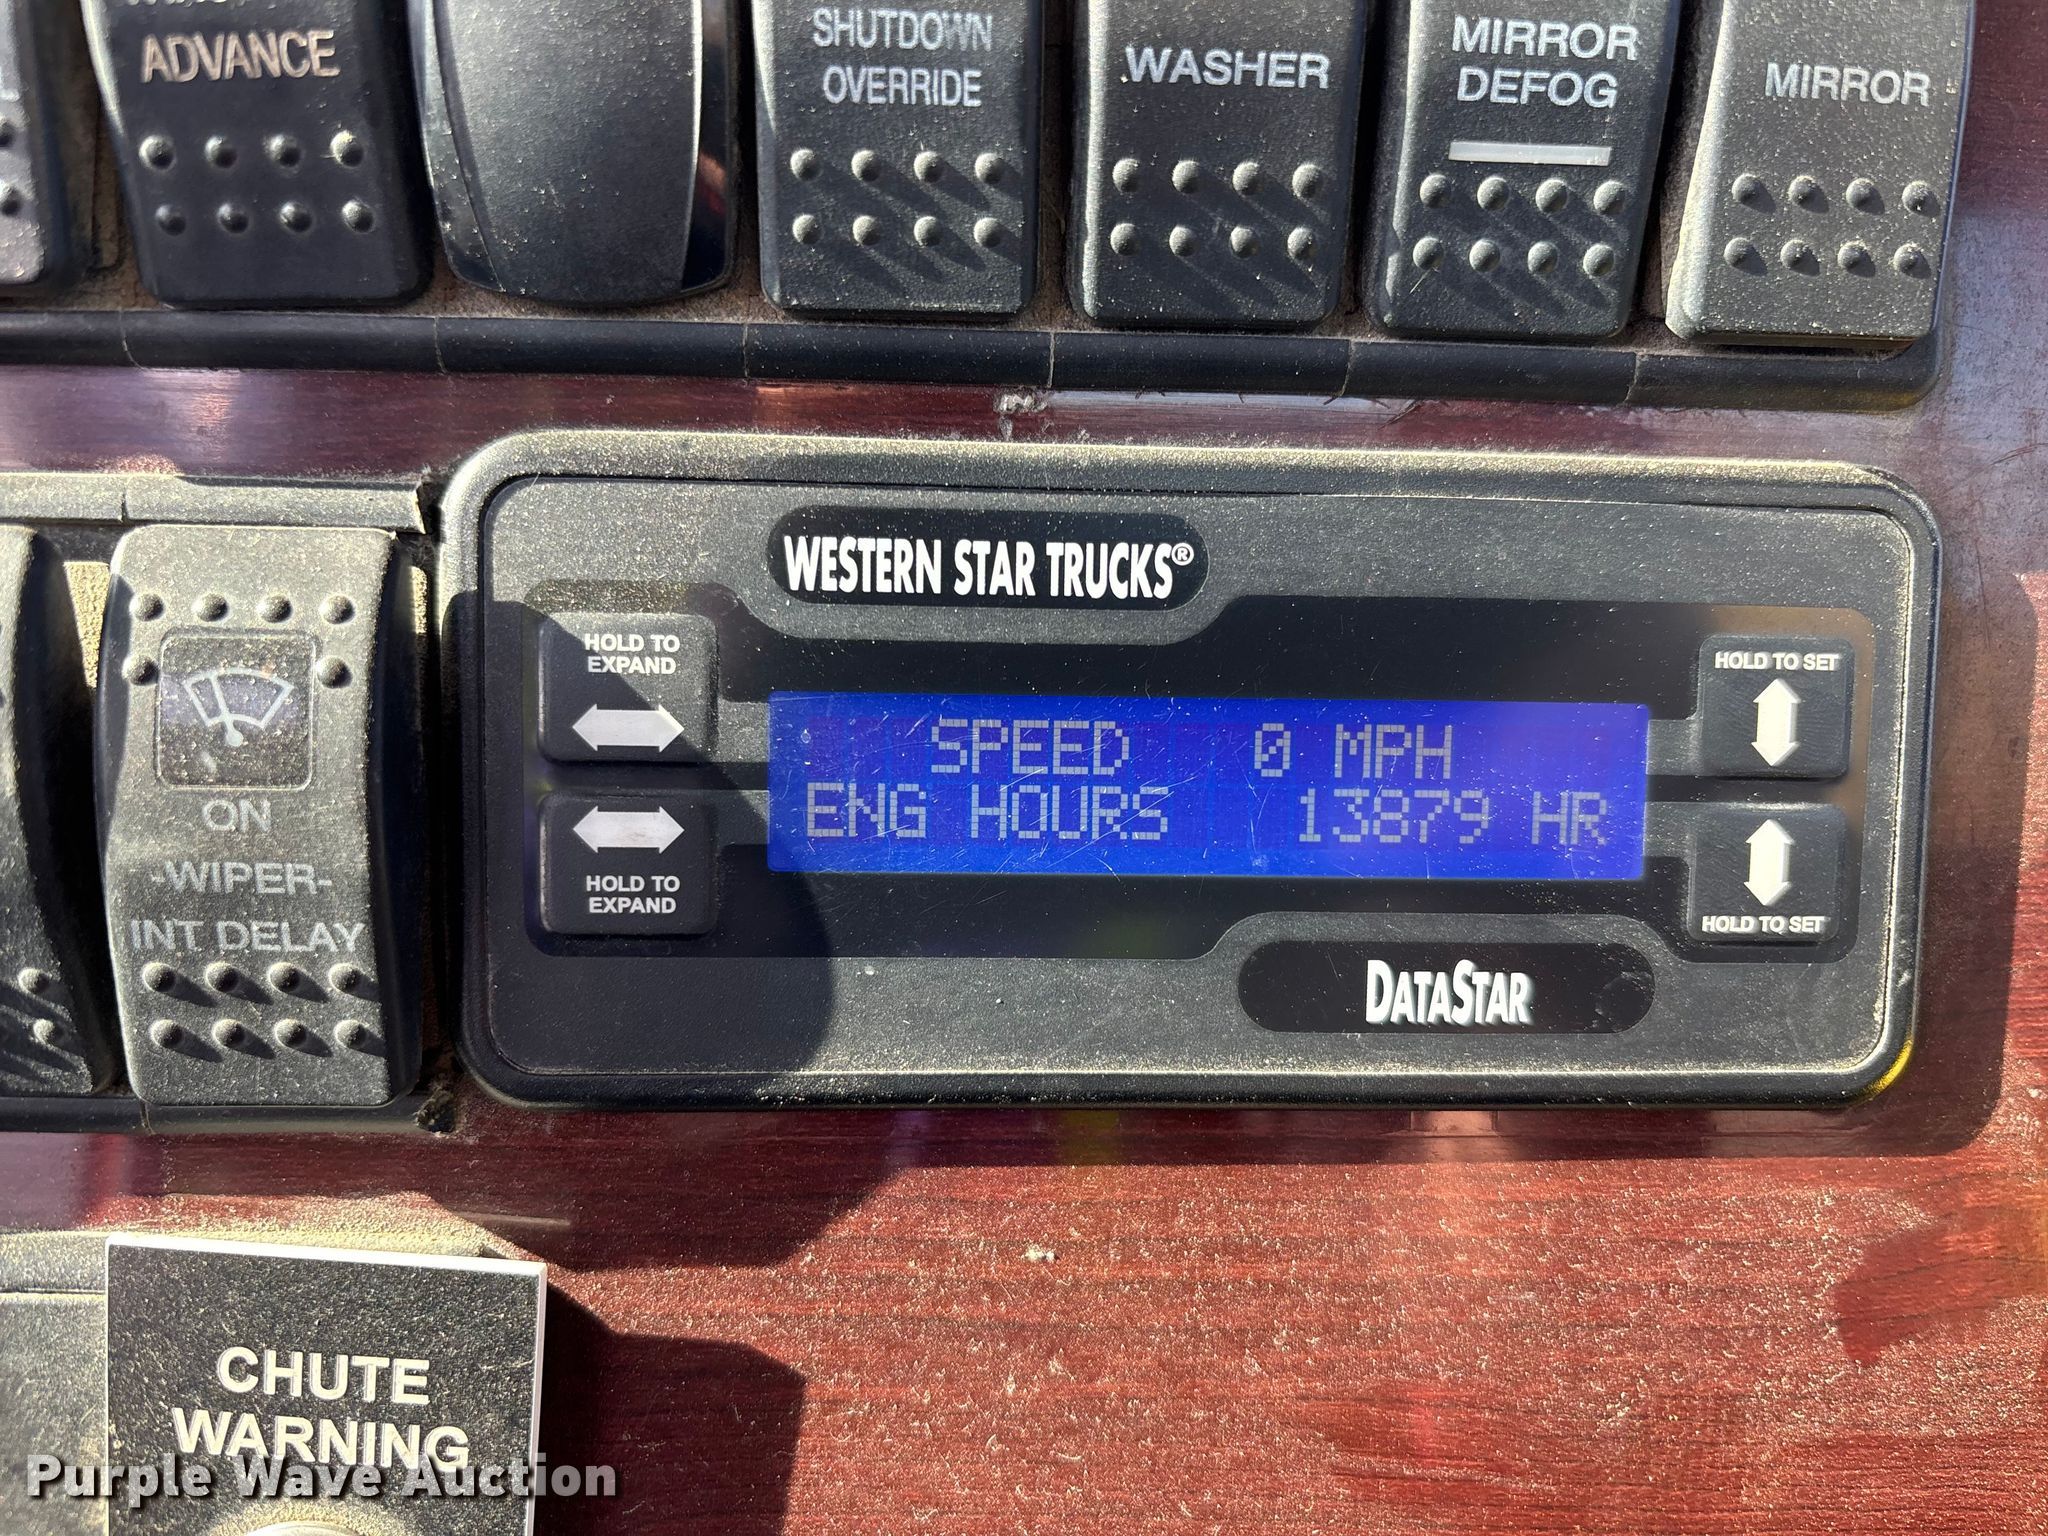 ADVANCE
SHUTDOWN
OVERRIDE
WASHER
MIRROR
DEFOG
MIRROR
WESTERN STAR TRUCKS®
HOLD TO
EXPAND
HOLD TO SET
SPEED 0 MPH
ENG HOURS 13879 HR
HOLD TO
EXPAND
HOLD TO SET
DATASTAR
ON
-WIPER-
INT DELAY
CHUTE
WARNING
Purple Wave Auction